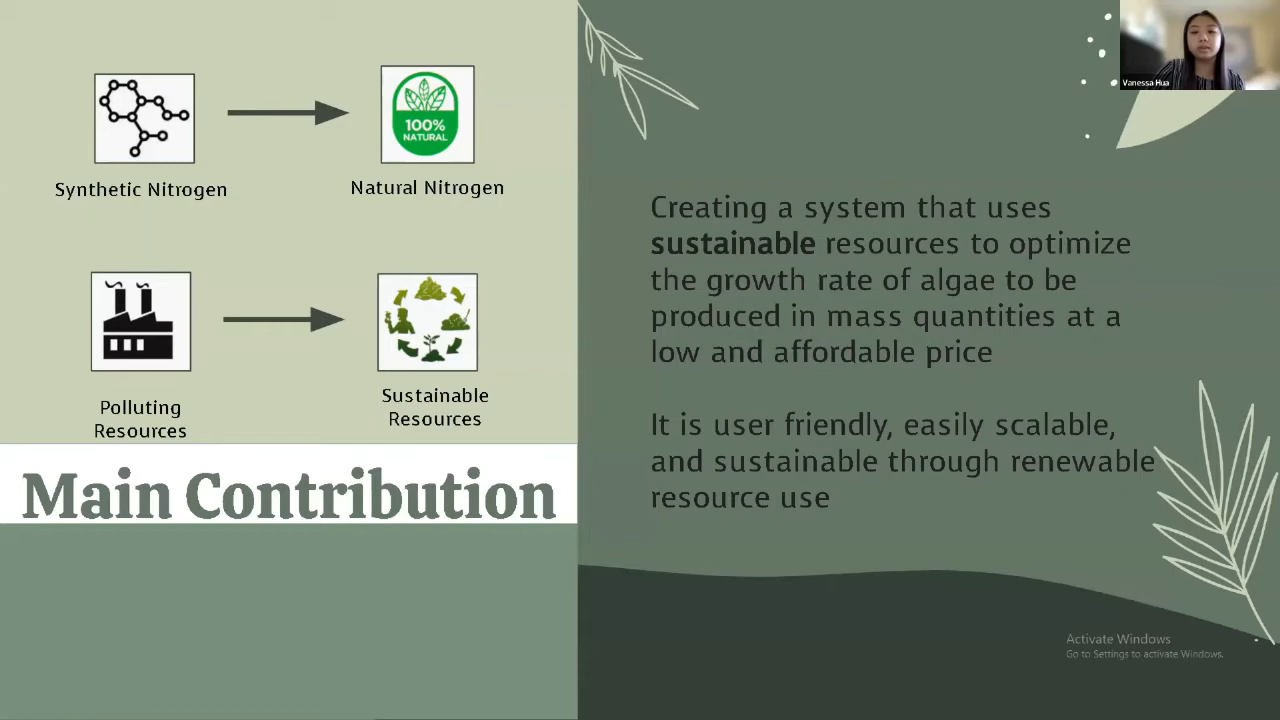 Vanessa Hua
100%
NATURAL
Synthetic Nitrogen
Natural Nitrogen
Polluting
Resources
Sustainable
Resources
Main Contribution
Creating a system that uses
sustainable resources to optimize
the growth rate of algae to be
produced in mass quantities at a
low and affordable price
It is user friendly, easily scalable,
and sustainable through renewable
resource use
Activate Windows
Go to Settings to activate Windows.